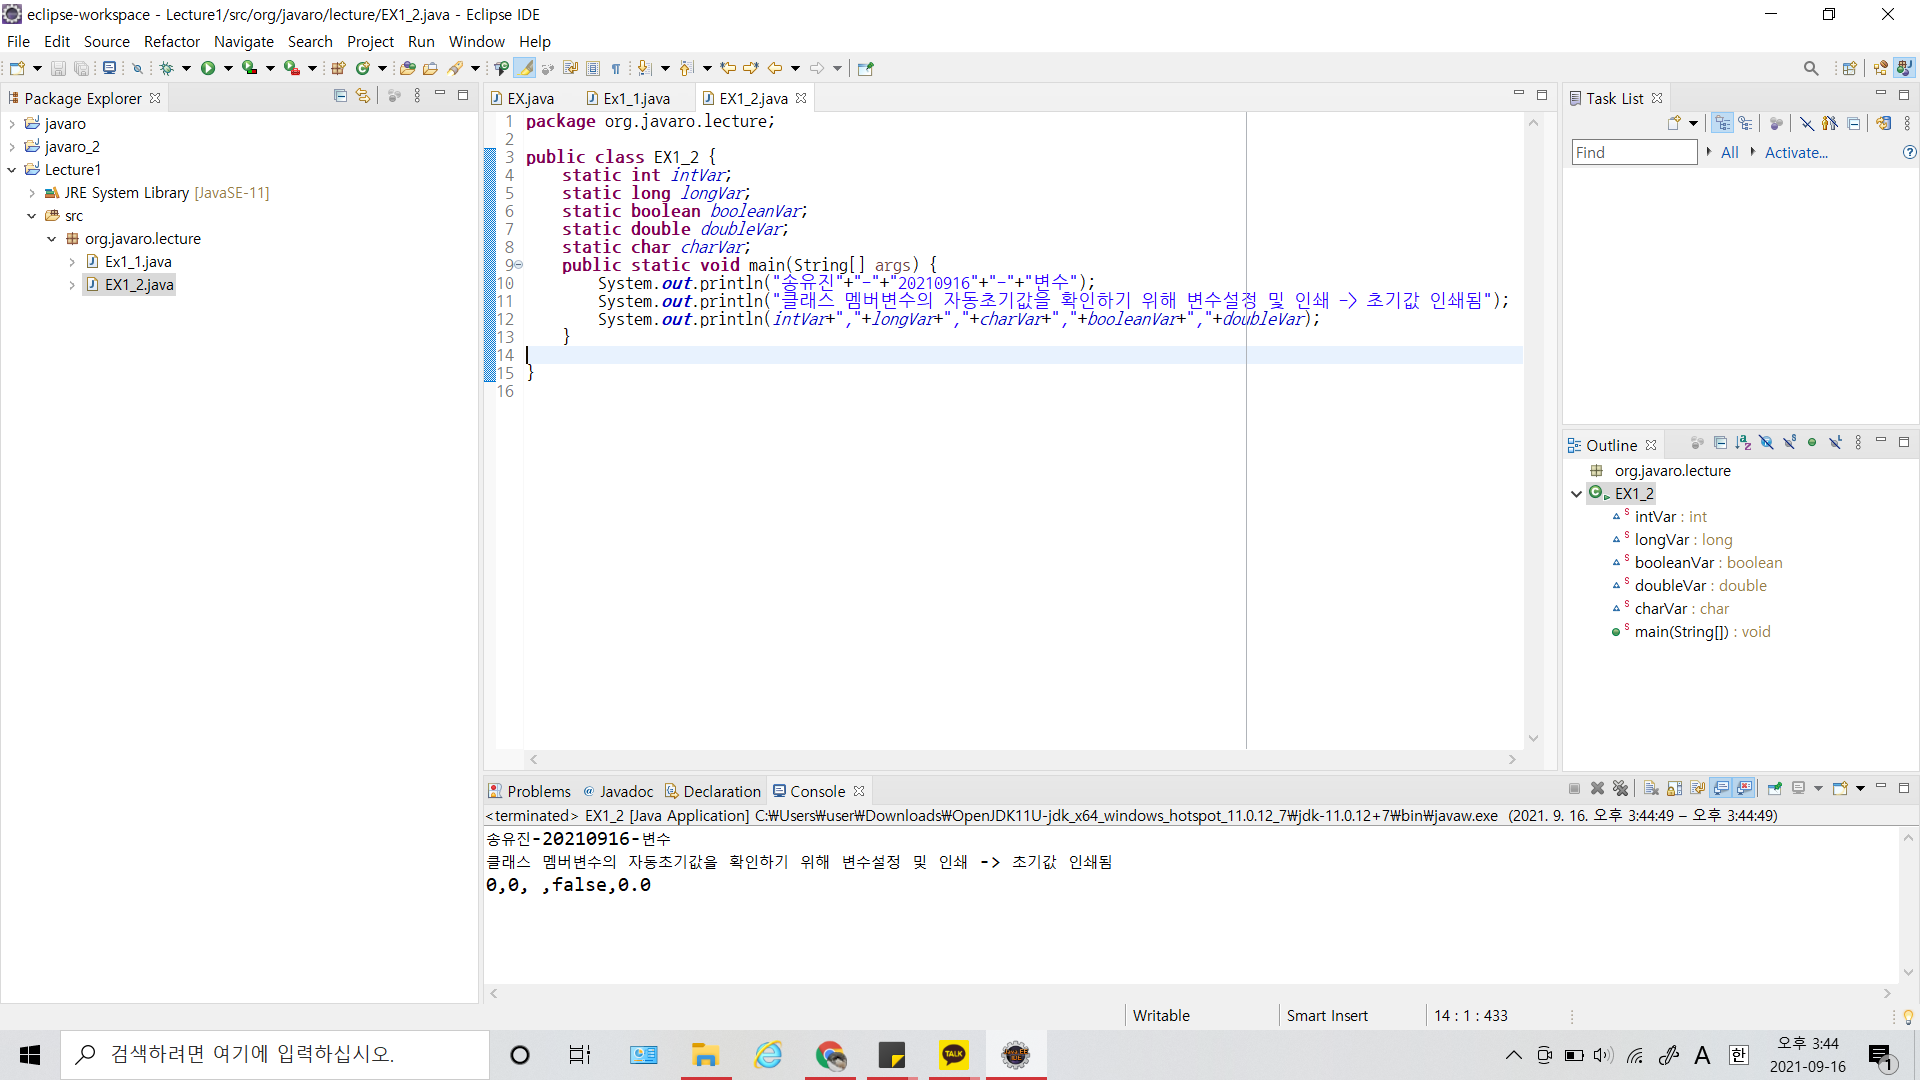 eclipse-workspace - Lecture1/src/org/javaro/lecture/EX1_2.java - Eclipse IDE
File Edit Source Refactor Navigate Search Project Run Window Help
Package Explorer
javaro
javaro_2
Lecture1
JRE System Library [JavaSE-11]
src
org.javaro.lecture
Ex1_1.java
EX1_2.java
EX.java Ex1_1.java EX1_2.java
1 package org.javaro.lecture;
2
3 public class EX1_2 {
4 static int intVar;
5 static long longVar;
6 static boolean booleanVar;
7 static double doubleVar;
8 static char charVar;
9 public static void main(String[] args) {
10 System.out.println("송유진"+"-"+"20210916"+"-"+"변수");
11 System.out.println("클래스 멤버변수의 자동초기값을 확인하기 위해 변수설정 및 인쇄 -> 초기값 인쇄됨");
12 System.out.println(intVar+","+longVar+","+charVar+","+booleanVar+","+doubleVar);
13 }
14
15 }
16
Task List
Find All Activate...
Outline
org.javaro.lecture
EX1_2
intVar : int
longVar : long
booleanVar : boolean
doubleVar : double
charVar : char
main(String[]) : void
Problems Javadoc Declaration Console
<terminated> EX1_2 [Java Application] C:₩Users₩user₩Downloads₩OpenJDK11U-jdk_x64_windows_hotspot_11.0.12_7₩jdk-11.0.12+7₩bin₩javaw.exe (2021. 9. 16. 오후 3:44:49 – 오후 3:44:49)
송유진-20210916-변수
클래스 멤버변수의 자동초기값을 확인하기 위해 변수설정 및 인쇄 -> 초기값 인쇄됨
0,0, ,false,0.0
Writable Smart Insert 14 : 1 : 433
검색하려면 여기에 입력하십시오.
TALK
A 한
오후 3:44
2021-09-16
1